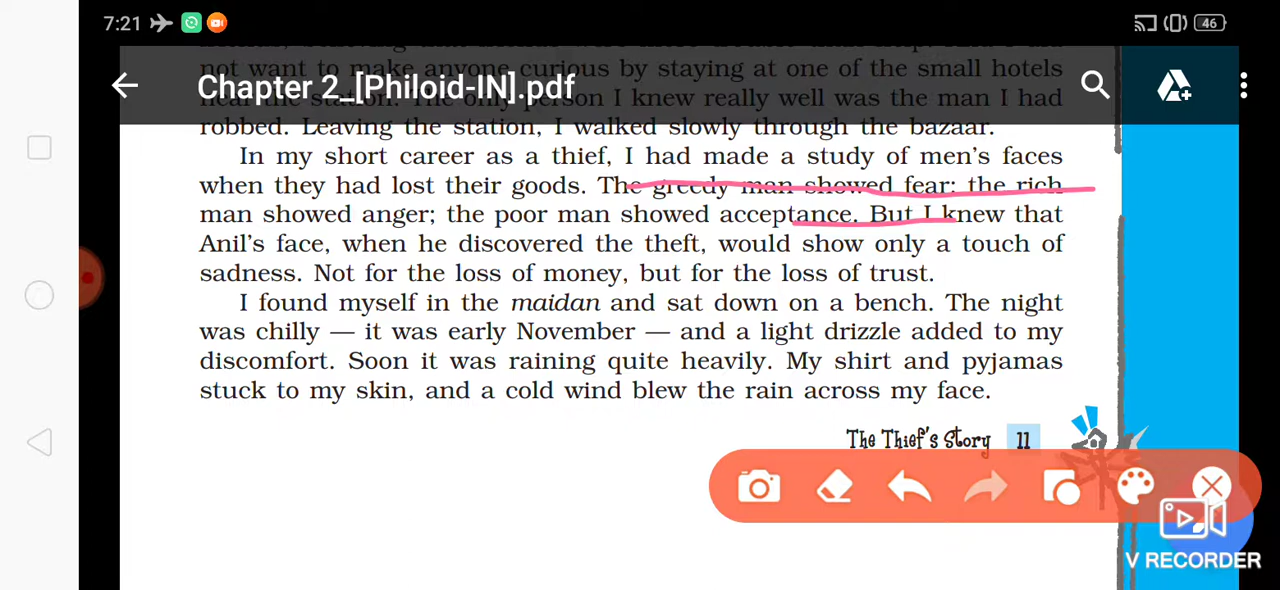 7:21
46
not want to make anyone curious by staying at one of the small hotels
Chapter 2_[Philoid-IN].pdf
near the station. The only person I knew really well was the man I had
robbed. Leaving the station, I walked slowly through the bazaar.
In my short career as a thief, I had made a study of men's faces
when they had lost their goods. The greedy man showed fear; the rich
man showed anger; the poor man showed acceptance. But I knew that
Anil's face, when he discovered the theft, would show only a touch of
sadness. Not for the loss of money, but for the loss of trust.
I found myself in the maidan and sat down on a bench. The night
was chilly — it was early November — and a light drizzle added to my
discomfort. Soon it was raining quite heavily. My shirt and pyjamas
stuck to my skin, and a cold wind blew the rain across my face.
The Thief's Story 11
V RECORDER